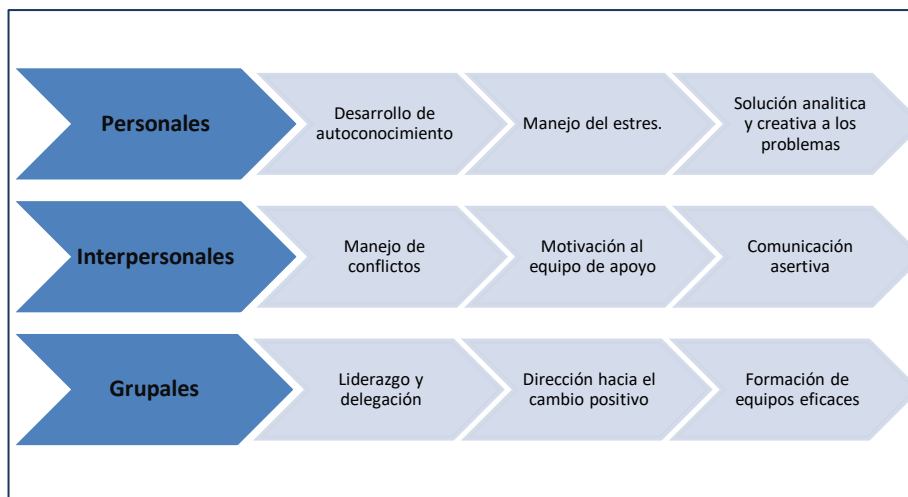 Personales
Desarrollo de
autoconocimiento
Manejo del estres.
Solución analitica
y creativa a los
problemas
Interpersonales
Manejo de
conflictos
Motivación al
equipo de apoyo
Comunicación
asertiva
Grupales
Liderazgo y
delegación
Dirección hacia el
cambio positivo
Formación de
equipos eficaces